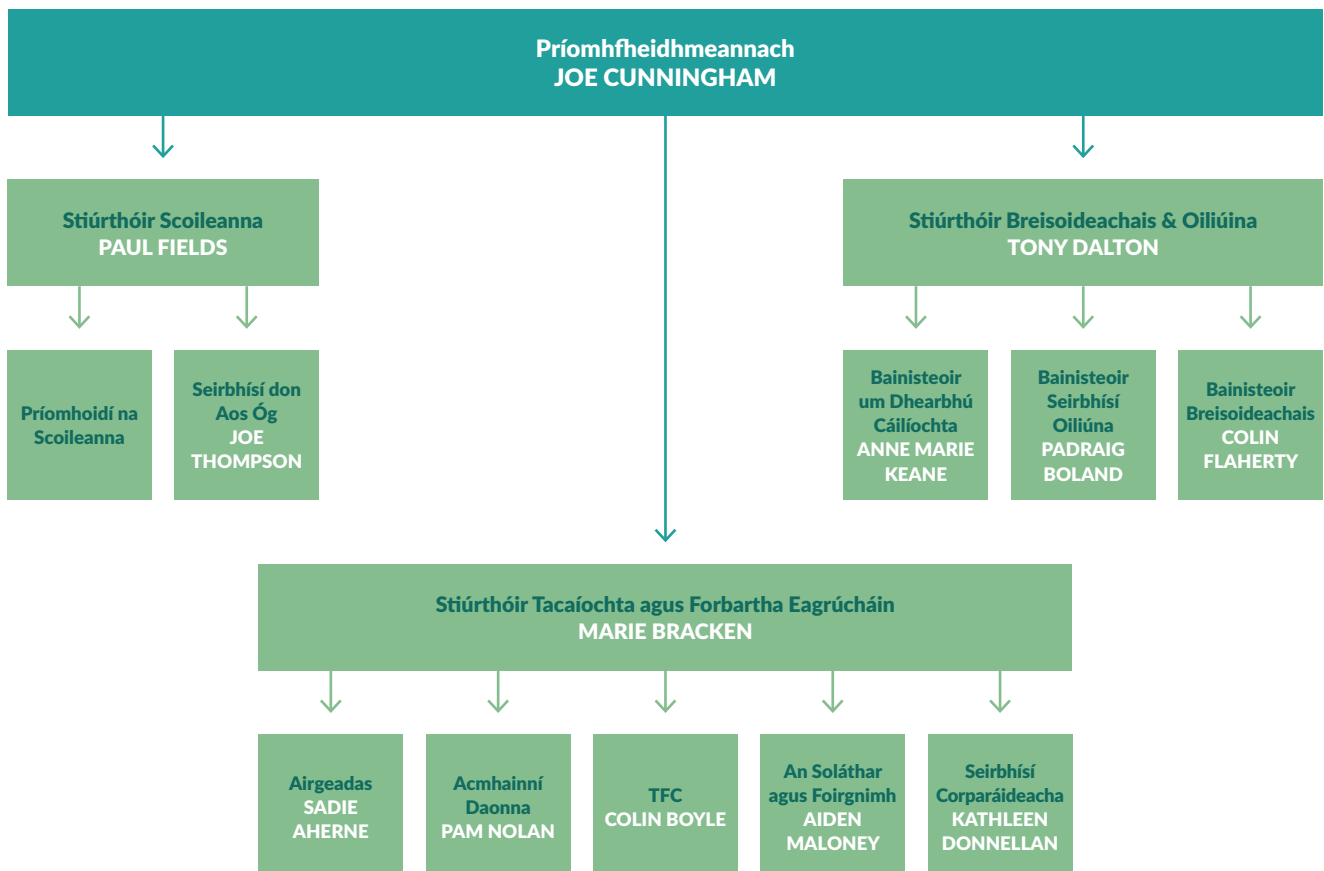 Príomhfheidhmeannach
JOE CUNNINGHAM
Stiúrthóir Scoileanna
PAUL FIELDS
Stiúrthóir Breisoideachais & Oiliúina
TONY DALTON
Príomhoidí na
Scoileanna
Seirbhísí don
Aos Óg
JOE
THOMPSON
Bainisteoir
um Dhearbhú
Cáilíochta
ANNE MARIE
KEANE
Bainisteoir
Seirbhísí
Oiliúna
PADRAIG
BOLAND
Bainisteoir
Breisoideachais
COLIN
FLAHERTY
Stiúrthóir Tacaíochta agus Forbartha Eagrúcháin
MARIE BRACKEN
Airgeadas
SADIE
AHERNE
Acmhainní
Daonna
PAM NOLAN
TFC
COLIN BOYLE
An Soláthar
agus Foirgnimh
AIDEN
MALONEY
Seirbhísí
Corparáideacha
KATHLEEN
DONNELLAN